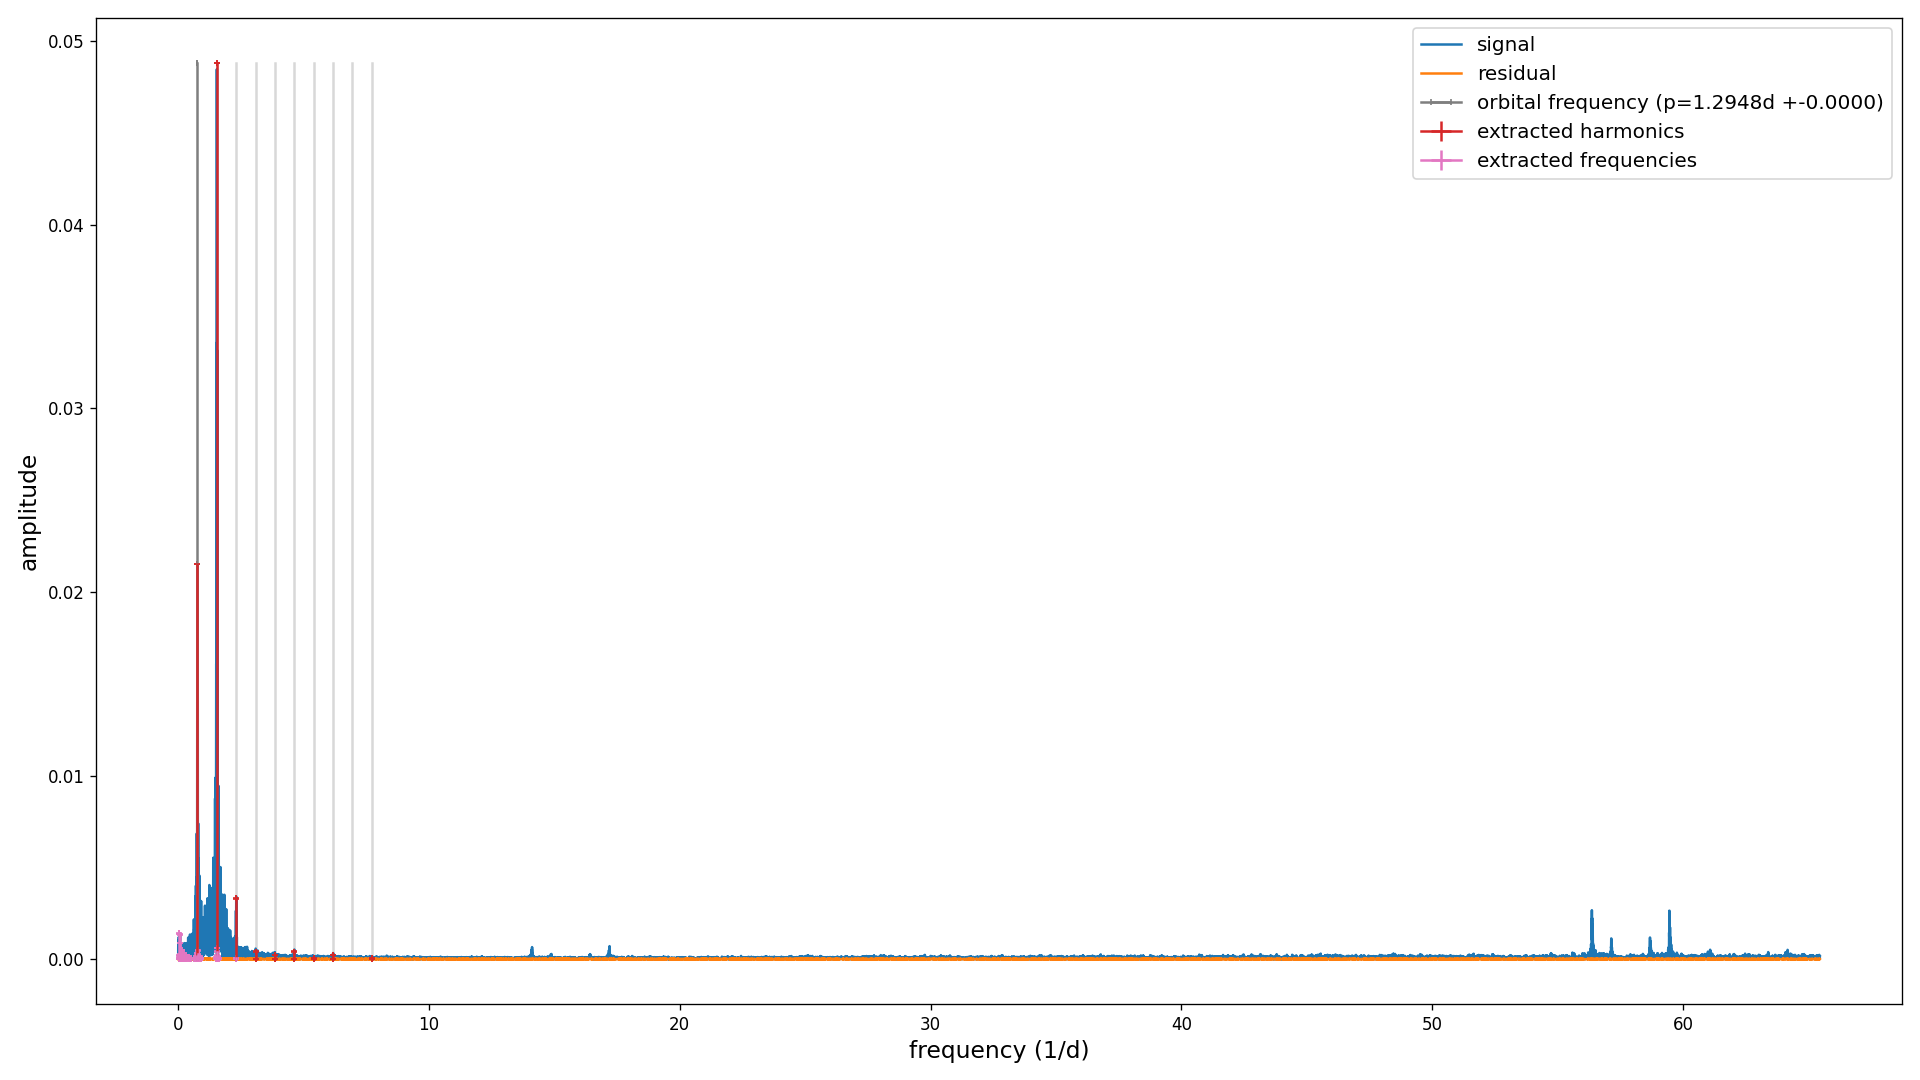 signal
residual
orbital frequency (p=1.2948d +-0.0000)
extracted harmonics
extracted frequencies
0.05
0.04
0.03
0.02
0.01
0.00
amplitude
0 10 20 30 40 50 60
frequency (1/d)